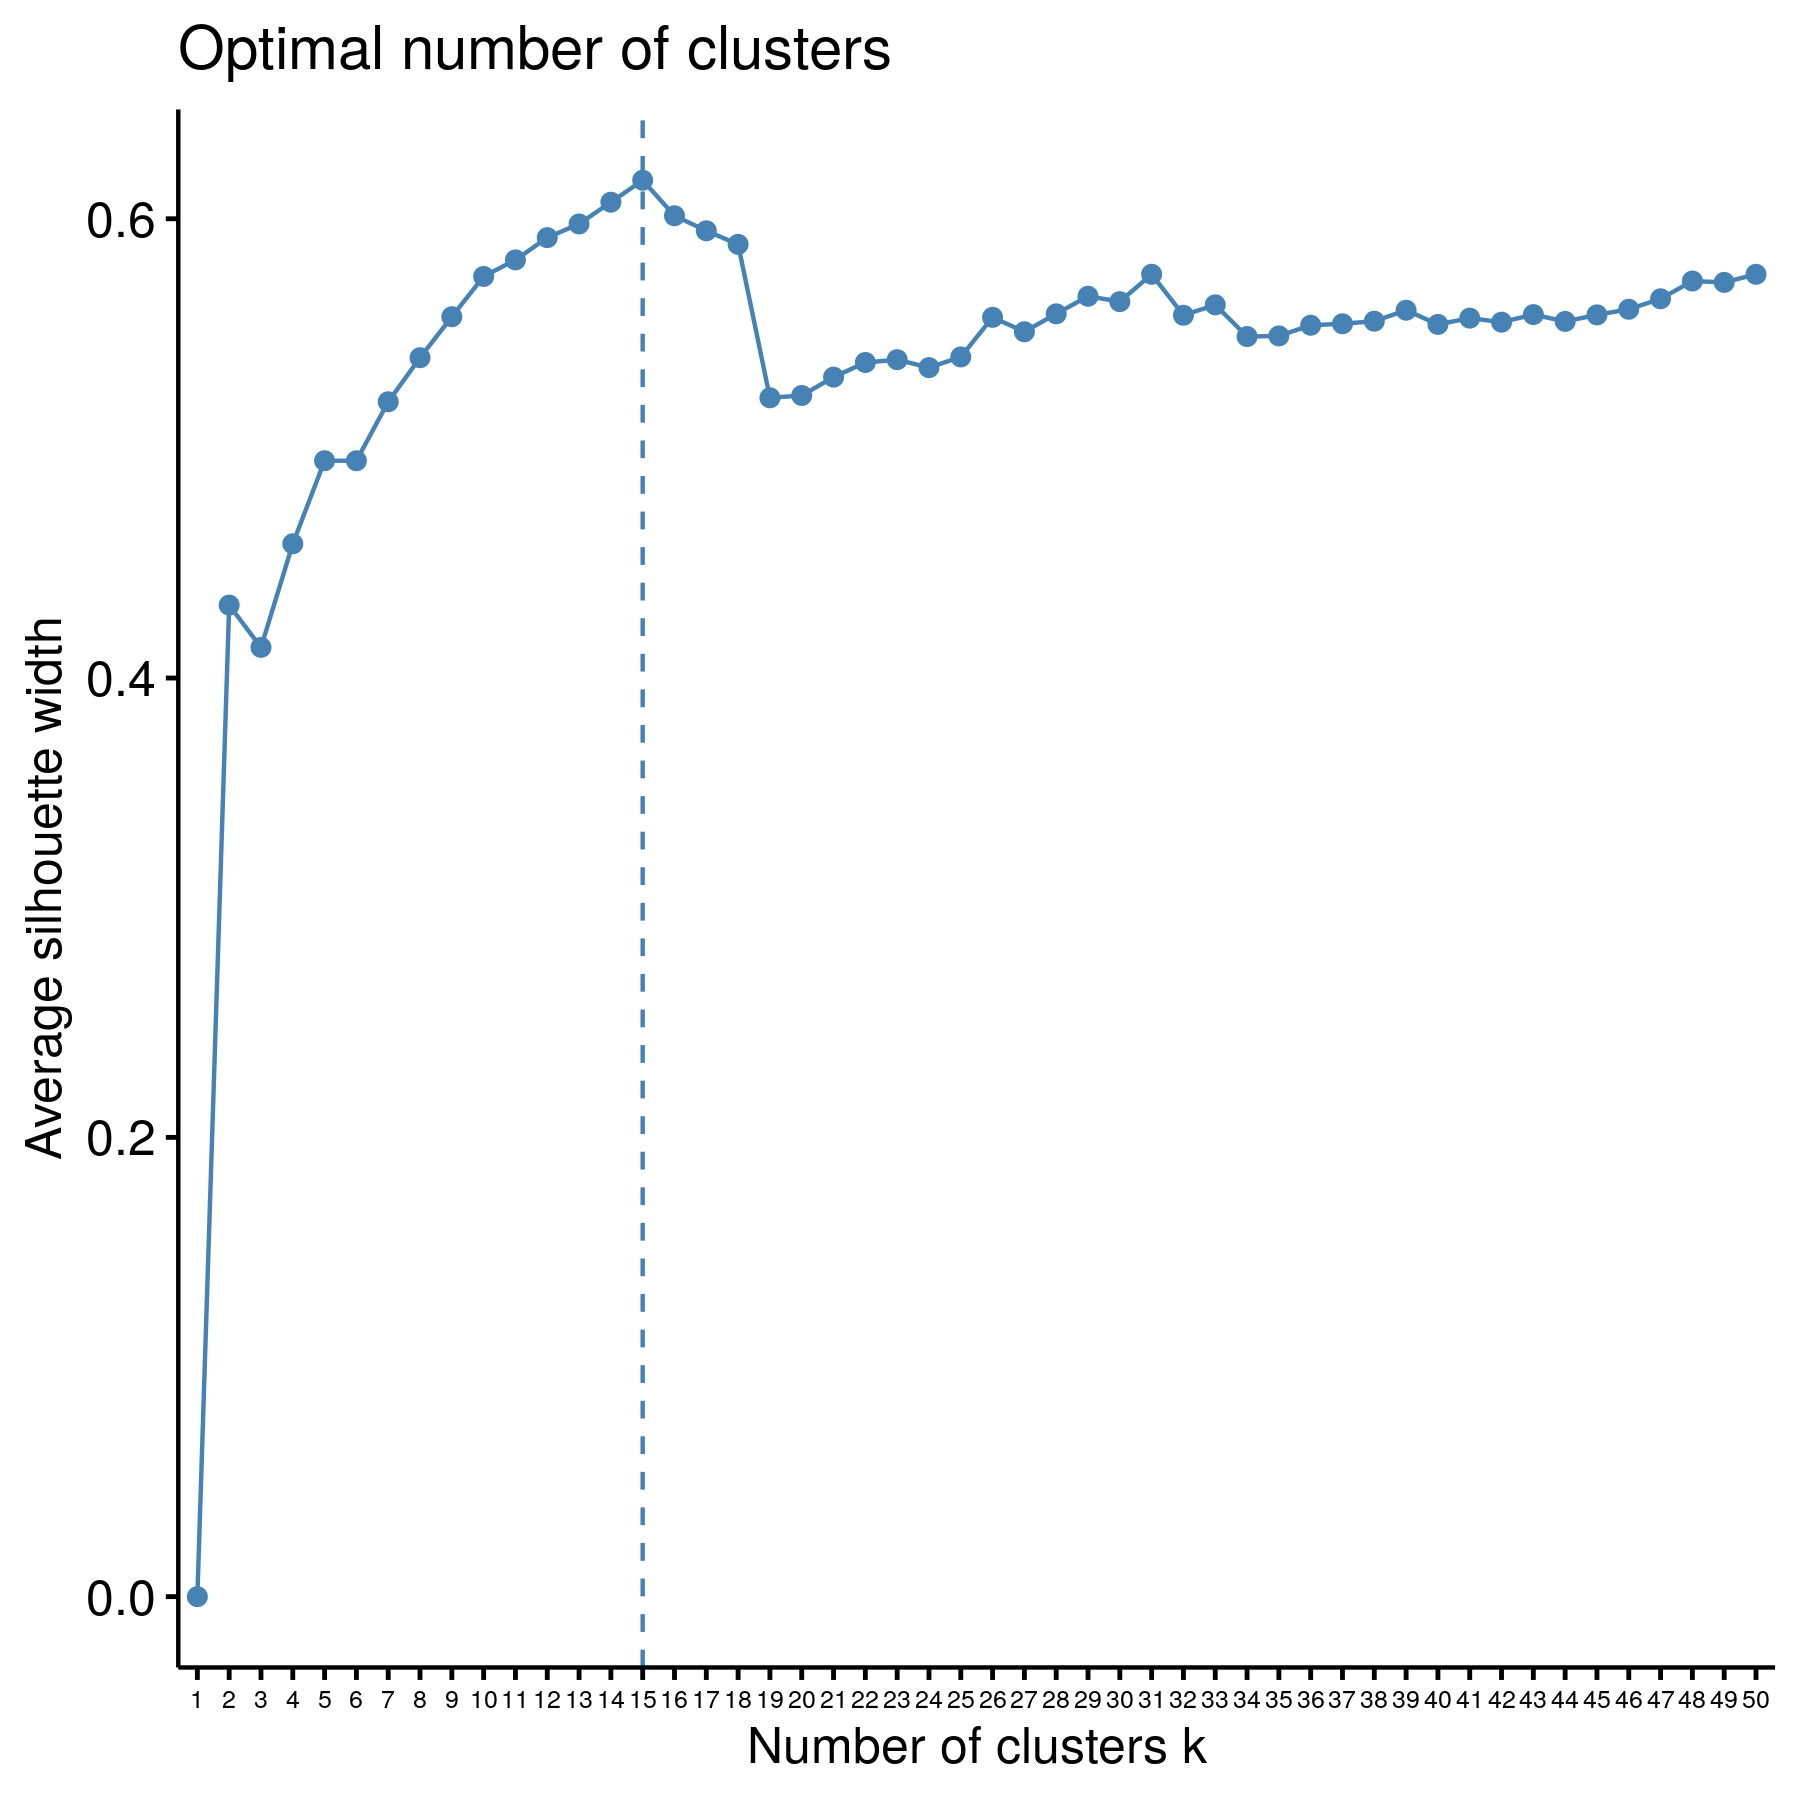 Optimal number of clusters
Average silhouette width
0.6
0.4
0.2
0.0
1 2 3 4 5 6 7 8 9 10 11 12 13 14 15 16 17 18 19 20 21 22 23 24 25 26 27 28 29 30 31 32 33 34 35 36 37 38 39 40 41 42 43 44 45 46 47 48 49 50
Number of clusters k